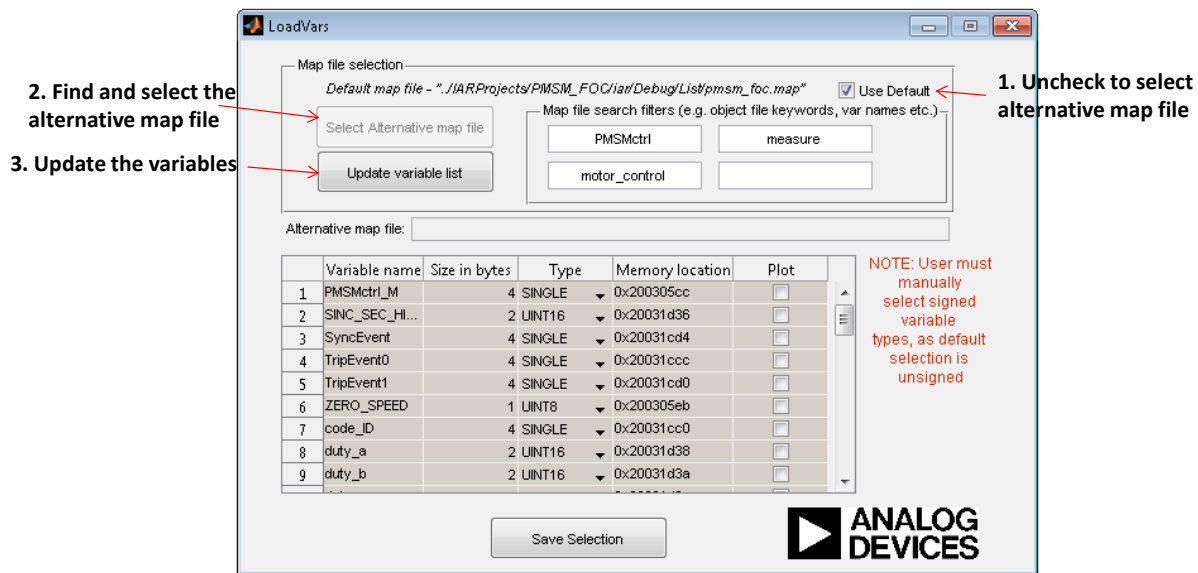 LoadVars
Map file selection
Default map file - "../IARProjects/PMSM_FOC/iar/Debug/List/pmsm_foc.map"
Use Default
1. Uncheck to select
alternative map file
2. Find and select the
alternative map file
Select Alternative map file
Map file search filters (e.g. object file keywords, var names etc.)
PMSMctrl measure
motor_control
3. Update the variables
Update variable list
Alternative map file:
Variable name Size in bytes Type Memory location Plot
1 PMSMctrl_M 4 SINGLE 0x200305cc
2 SINC_SEC_HI... 2 UINT16 0x20031d36
3 SyncEvent 4 SINGLE 0x20031cd4
4 TripEvent0 4 SINGLE 0x20031ccc
5 TripEvent1 4 SINGLE 0x20031cd0
6 ZERO_SPEED 1 UINT8 0x200305eb
7 code_ID 4 SINGLE 0x20031cc0
8 duty_a 2 UINT16 0x20031d38
9 duty_b 2 UINT16 0x20031d3a
NOTE: User must
manually
select signed
variable
types, as default
selection is
unsigned
Save Selection
ANALOG
DEVICES